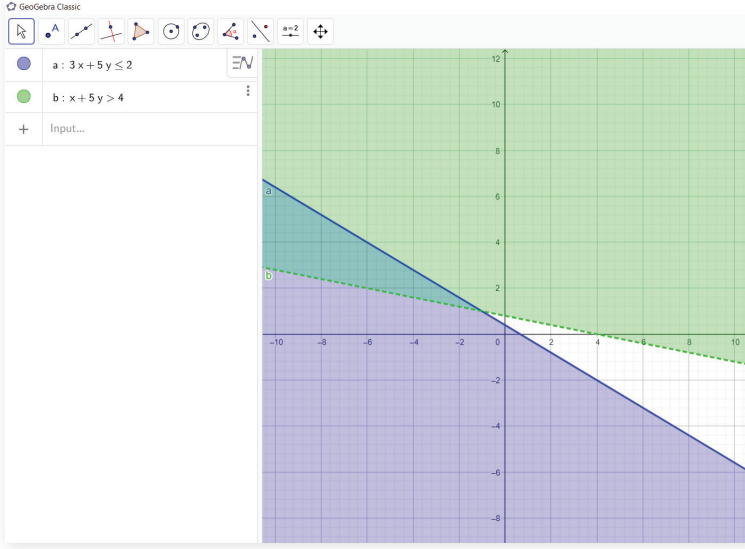 GeoGebra Classic
A
α
a=2
a : 3 x + 5 y ≤ 2
b : x + 5 y > 4
+ Input...
12
10
8
6
a
4
b
2
−10 −8 −6 −4 −2 0 2 4 6 8 10
−2
−4
−6
−8